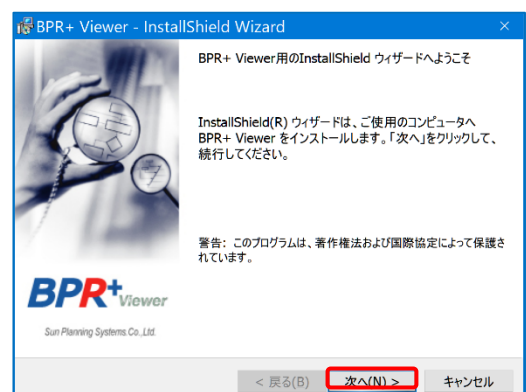 BPR+ Viewer - InstallShield Wizard
BPR+ Viewer用のInstallShield ウィザードへようこそ
InstallShield(R) ウィザードは、ご使用のコンピュータへ
BPR+ Viewer をインストールします。「次へ」をクリックして、
続行してください。
警告: このプログラムは、著作権法および国際協定によって保護さ
れています。
BPR+Viewer
Sun Planning Systems.Co.,Ltd.
< 戻る(B)
次へ(N) >
キャンセル